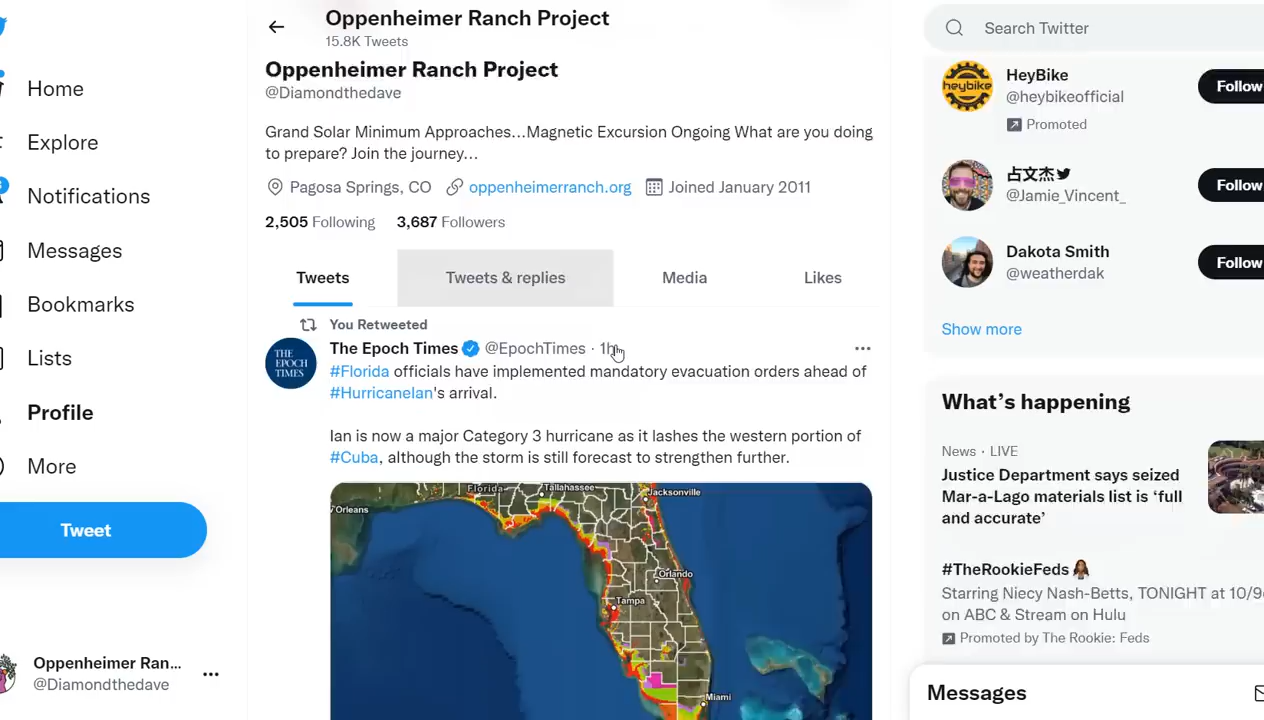 Home
Explore
Notifications
Messages
Bookmarks
Lists
Profile
More
Tweet
Oppenheimer Ran...
@Diamondthedave
Oppenheimer Ranch Project
15.8K Tweets
Oppenheimer Ranch Project
@Diamondthedave
Grand Solar Minimum Approaches...Magnetic Excursion Ongoing What are you doing
to prepare? Join the journey...
Pagosa Springs, CO oppenheimerranch.org Joined January 2011
2,505 Following 3,687 Followers
Tweets Tweets & replies Media Likes
You Retweeted
THE
EPOCH
TIMES
The Epoch Times @EpochTimes · 1h
#Florida officials have implemented mandatory evacuation orders ahead of
#HurricaneIan's arrival.
Ian is now a major Category 3 hurricane as it lashes the western portion of
#Cuba, although the storm is still forecast to strengthen further.
Florida
Tallahassee
Jacksonville
Orleans
Orlando
Tampa
Miami
Search Twitter
heybike
HeyBike
@heybikeofficial
Promoted
Follow
占文杰
@Jamie_Vincent_
Follow
Dakota Smith
@weatherdak
Follow
Show more
What's happening
News · LIVE
Justice Department says seized
Mar-a-Lago materials list is 'full
and accurate'
#TheRookieFeds
Starring Niecy Nash-Betts, TONIGHT at 10/9
on ABC & Stream on Hulu
Promoted by The Rookie: Feds
Messages